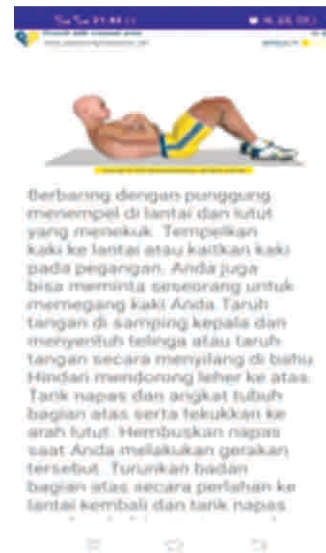 Berbaring dengan punggung
menempel di lantai dan lutut
yang menekuk. Tempelkan
kaki ke lantai atau kaitkan kaki
pada pegangan. Anda juga
bisa meminta seseorang untuk
memegang kaki Anda. Taruh
tangan di samping kepala dan
menyentuh telinga atau taruh
tangan secara menyilang di bahu.
Hindari mendorong leher ke atas.
Tarik napas dan angkat tubuh
bagian atas serta tekukkan ke
arah lutut. Hembuskan napas
saat Anda melakukan gerakan
tersebut. Turunkan badan
bagian atas secara perlahan ke
lantai kembali dan tarik napas